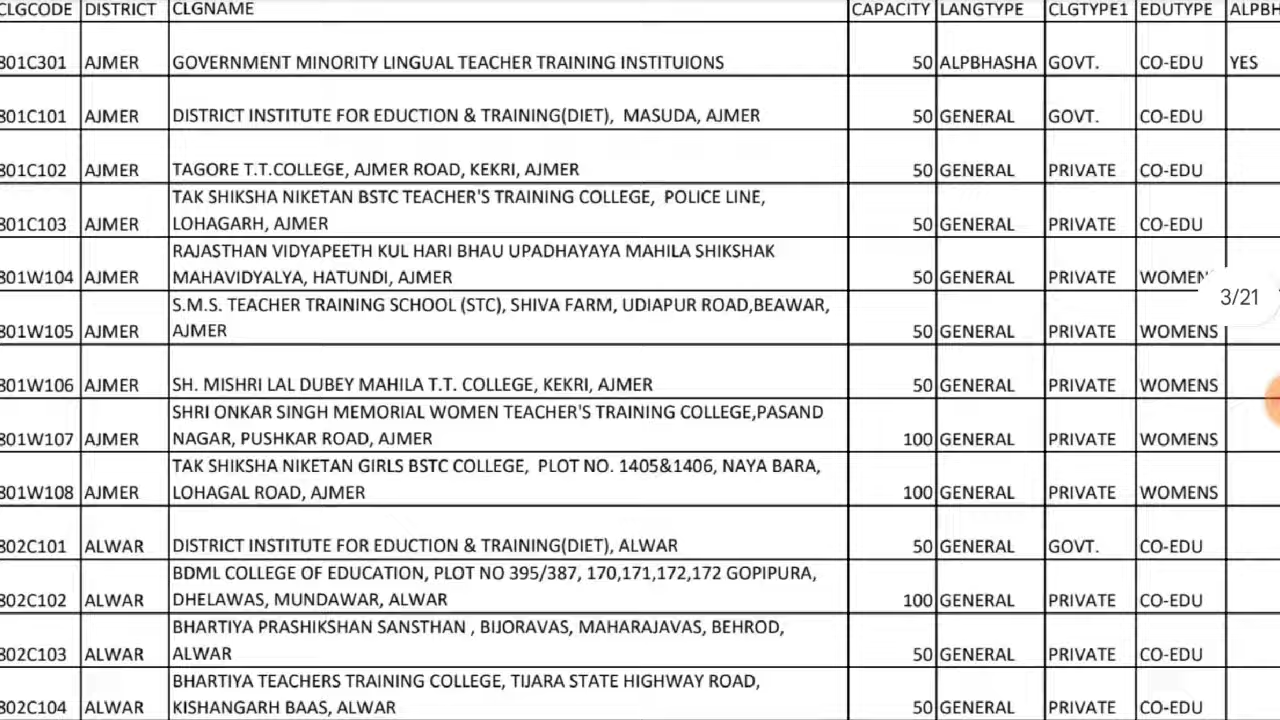 CLGCODE DISTRICT CLGNAME CAPACITY LANGTYPE CLGTYPE1 EDUTYPE ALPBH
801C301 AJMER GOVERNMENT MINORITY LINGUAL TEACHER TRAINING INSTITUIONS 50 ALPBHASHA GOVT. CO-EDU YES
801C101 AJMER DISTRICT INSTITUTE FOR EDUCTION & TRAINING(DIET), MASUDA, AJMER 50 GENERAL GOVT. CO-EDU
801C102 AJMER TAGORE T.T.COLLEGE, AJMER ROAD, KEKRI, AJMER 50 GENERAL PRIVATE CO-EDU
TAK SHIKSHA NIKETAN BSTC TEACHER'S TRAINING COLLEGE, POLICE LINE,
801C103 AJMER LOHAGARH, AJMER 50 GENERAL PRIVATE CO-EDU
RAJASTHAN VIDYAPEETH KUL HARI BHAU UPADHAYAYA MAHILA SHIKSHAK
801W104 AJMER MAHAVIDYALYA, HATUNDI, AJMER 50 GENERAL PRIVATE WOMEN
3/21
S.M.S. TEACHER TRAINING SCHOOL (STC), SHIVA FARM, UDIAPUR ROAD,BEAWAR,
801W105 AJMER AJMER 50 GENERAL PRIVATE WOMENS
801W106 AJMER SH. MISHRI LAL DUBEY MAHILA T.T. COLLEGE, KEKRI, AJMER 50 GENERAL PRIVATE WOMENS
SHRI ONKAR SINGH MEMORIAL WOMEN TEACHER'S TRAINING COLLEGE,PASAND
801W107 AJMER NAGAR, PUSHKAR ROAD, AJMER 100 GENERAL PRIVATE WOMENS
TAK SHIKSHA NIKETAN GIRLS BSTC COLLEGE, PLOT NO. 1405&1406, NAYA BARA,
801W108 AJMER LOHAGAL ROAD, AJMER 100 GENERAL PRIVATE WOMENS
802C101 ALWAR DISTRICT INSTITUTE FOR EDUCTION & TRAINING(DIET), ALWAR 50 GENERAL GOVT. CO-EDU
BDML COLLEGE OF EDUCATION, PLOT NO 395/387, 170,171,172,172 GOPIPURA,
802C102 ALWAR DHELAWAS, MUNDAWAR, ALWAR 100 GENERAL PRIVATE CO-EDU
BHARTIYA PRASHIKSHAN SANSTHAN , BIJORAVAS, MAHARAJAVAS, BEHROD,
802C103 ALWAR ALWAR 50 GENERAL PRIVATE CO-EDU
BHARTIYA TEACHERS TRAINING COLLEGE, TIJARA STATE HIGHWAY ROAD,
802C104 ALWAR KISHANGARH BAAS, ALWAR 50 GENERAL PRIVATE CO-EDU